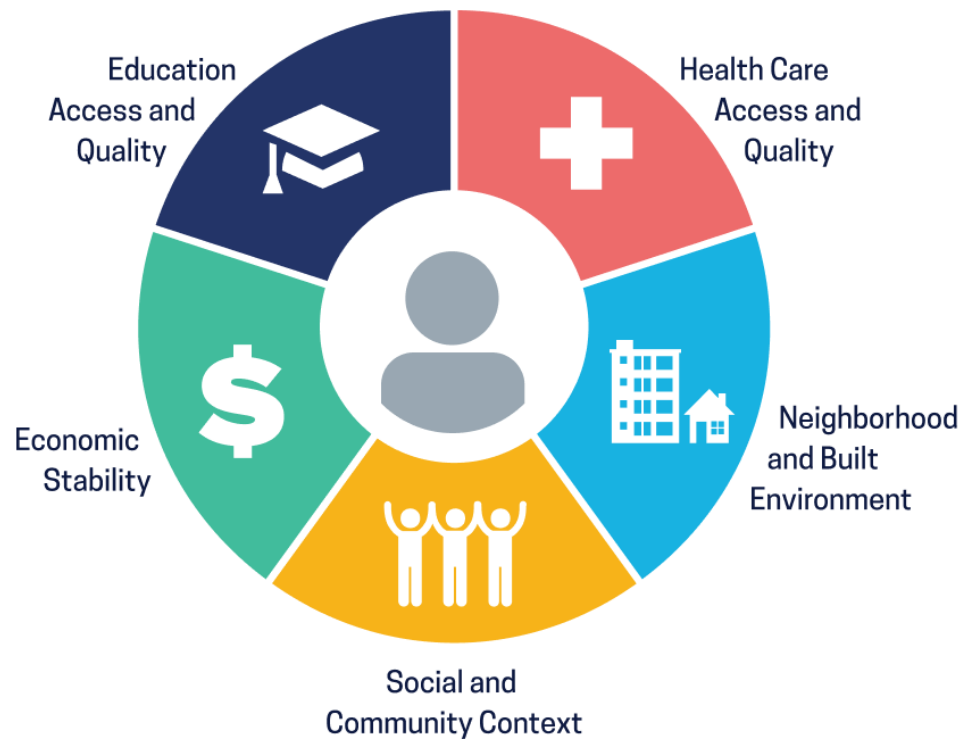 Education
Access and
Quality
Health Care
Access and
Quality
Economic
Stability
Neighborhood
and Built
Environment
Social and
Community Context